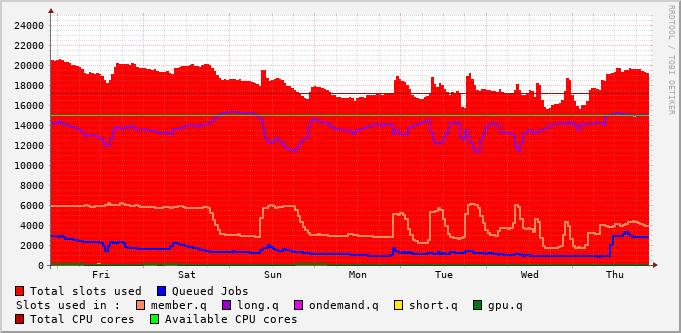 24000
22000
20000
18000
16000
14000
12000
10000
8000
6000
4000
2000
0
Fri Sat Sun Mon Tue Wed Thu
RRDTOOL / TOBI OETIKER
Total slots used Queued Jobs
Slots used in : member.q long.q ondemand.q short.q gpu.q
Total CPU cores Available CPU cores